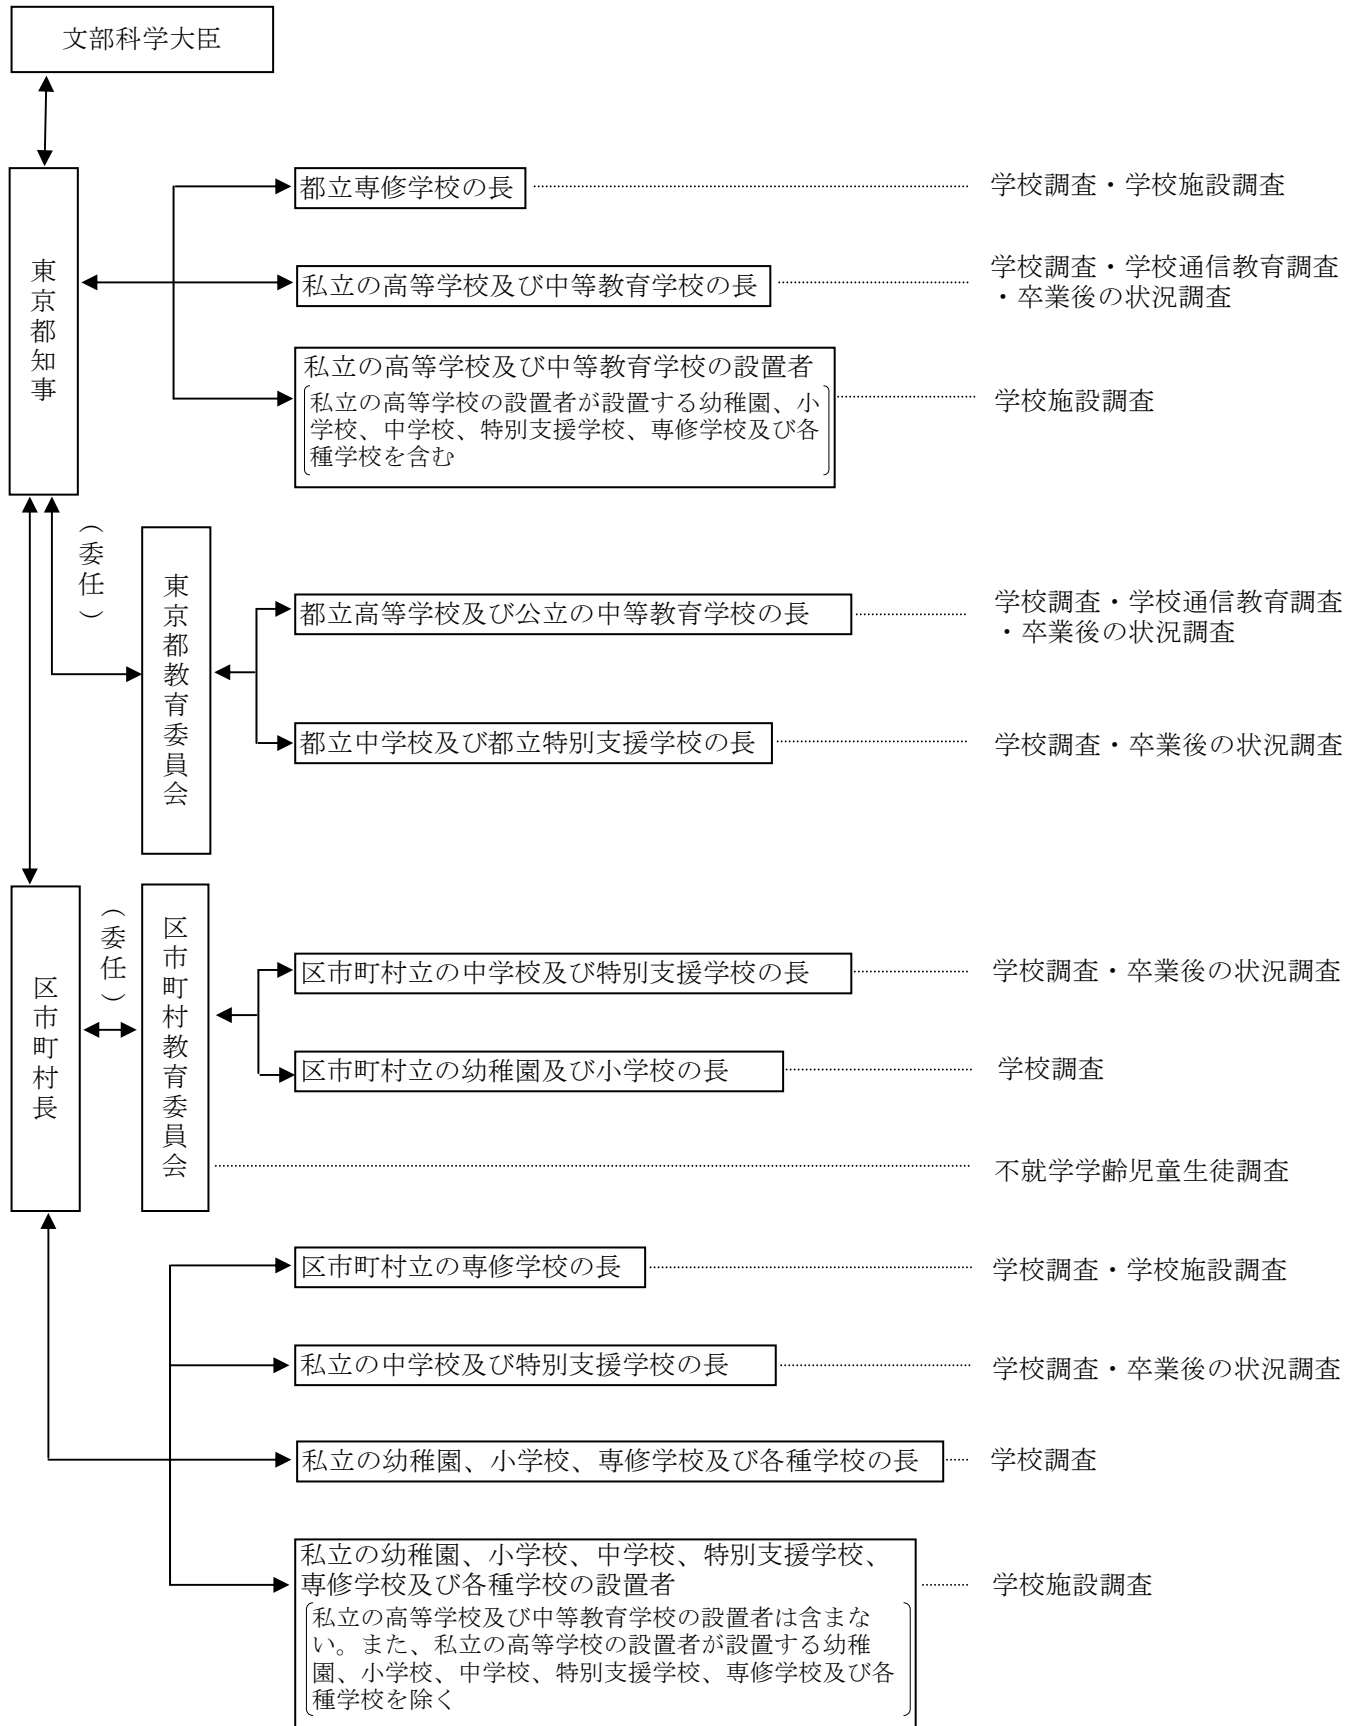 文部科学大臣
東京都知事
都立専修学校の長
学校調査・学校施設調査
私立の高等学校及び中等教育学校の長
学校調査・学校通信教育調査
・卒業後の状況調査
私立の高等学校及び中等教育学校の設置者
私立の高等学校の設置者が設置する幼稚園、小
学校、中学校、特別支援学校、専修学校及び各
種学校を含む
学校施設調査
（委任）
東京都教育委員会
都立高等学校及び公立の中等教育学校の長
学校調査・学校通信教育調査
・卒業後の状況調査
都立中学校及び都立特別支援学校の長
学校調査・卒業後の状況調査
区市町村長
（委任）
区市町村教育委員会
区市町村立の中学校及び特別支援学校の長
学校調査・卒業後の状況調査
区市町村立の幼稚園及び小学校の長
学校調査
不就学学齢児童生徒調査
区市町村立の専修学校の長
学校調査・学校施設調査
私立の中学校及び特別支援学校の長
学校調査・卒業後の状況調査
私立の幼稚園、小学校、専修学校及び各種学校の長
学校調査
私立の幼稚園、小学校、中学校、特別支援学校、
専修学校及び各種学校の設置者
私立の高等学校及び中等教育学校の設置者は含まな
い。また、私立の高等学校の設置者が設置する幼稚
園、小学校、中学校、特別支援学校、専修学校及び各
種学校を除く
学校施設調査